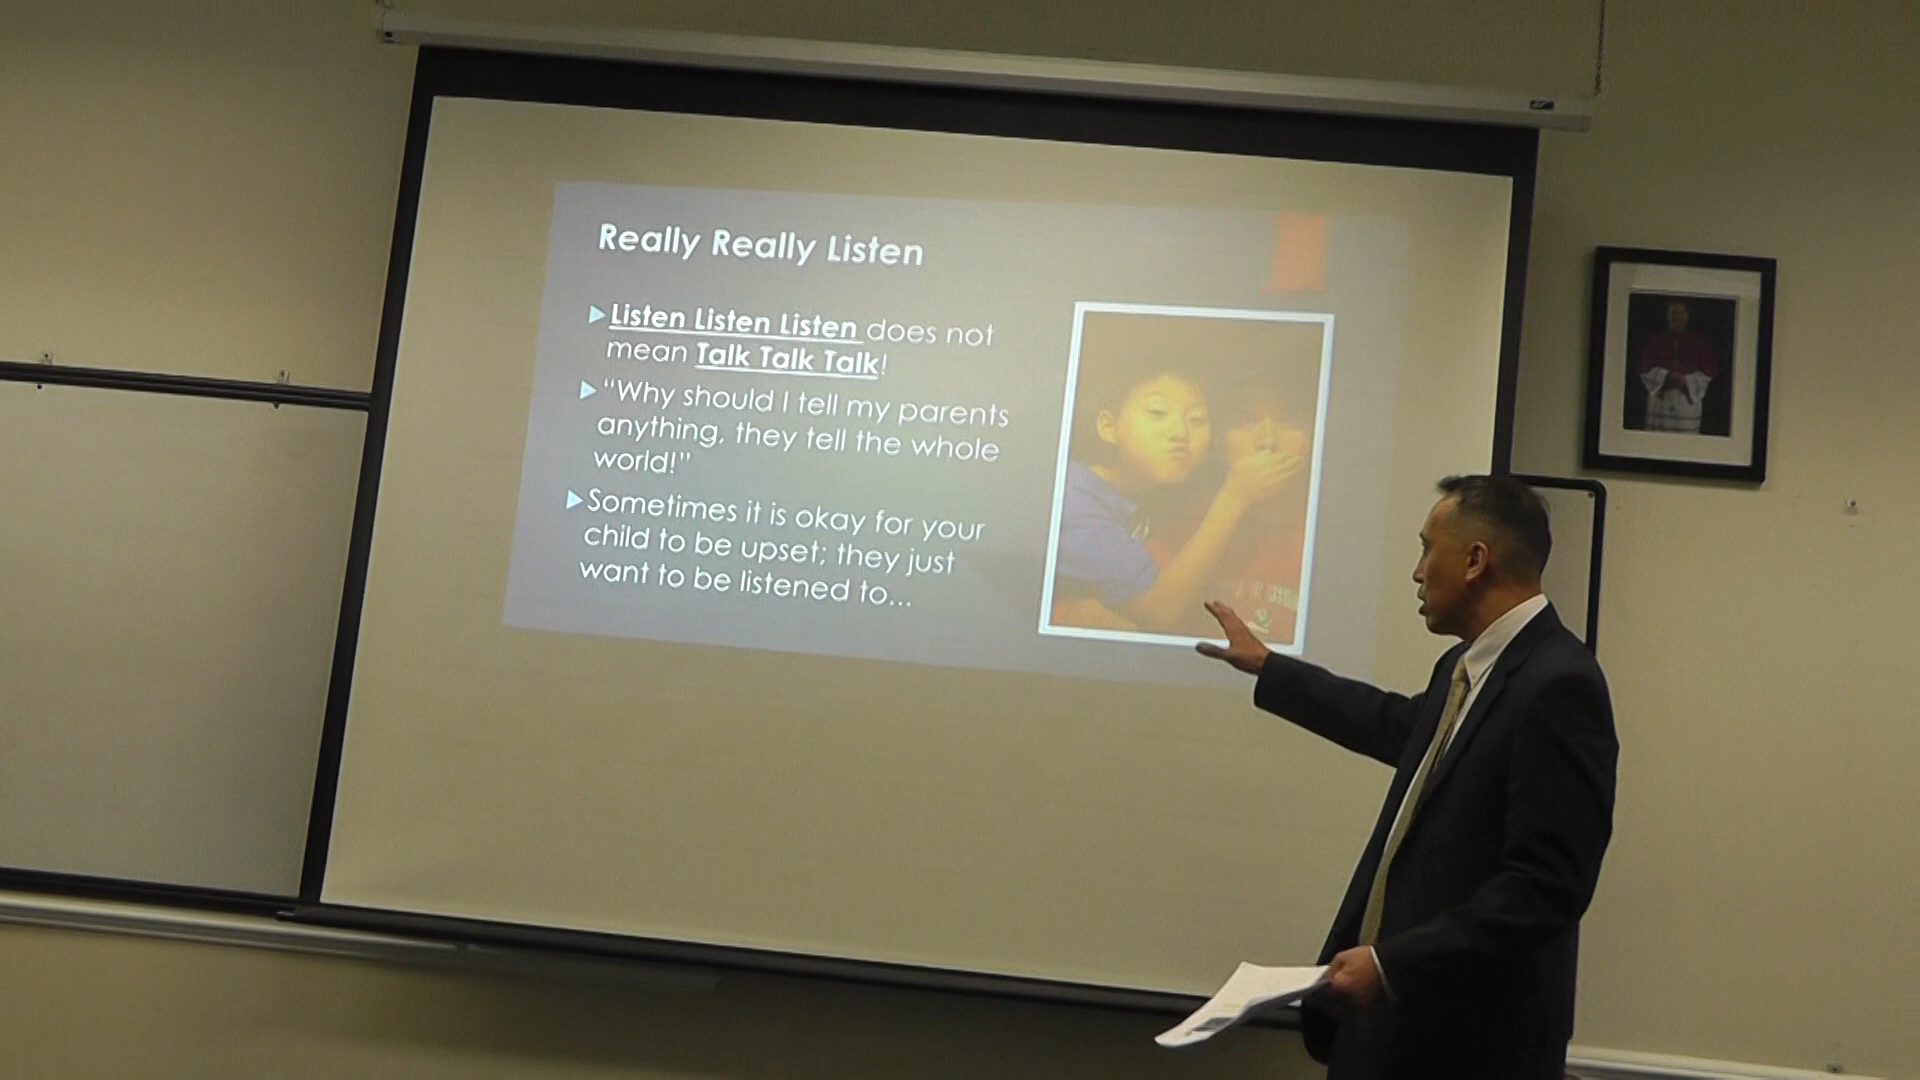 Really Really Listen
Listen Listen Listen does not
mean Talk Talk Talk!
“Why should I tell my parents
anything, they tell the whole
world!”
Sometimes it is okay for your
child to be upset; they just
want to be listened to...